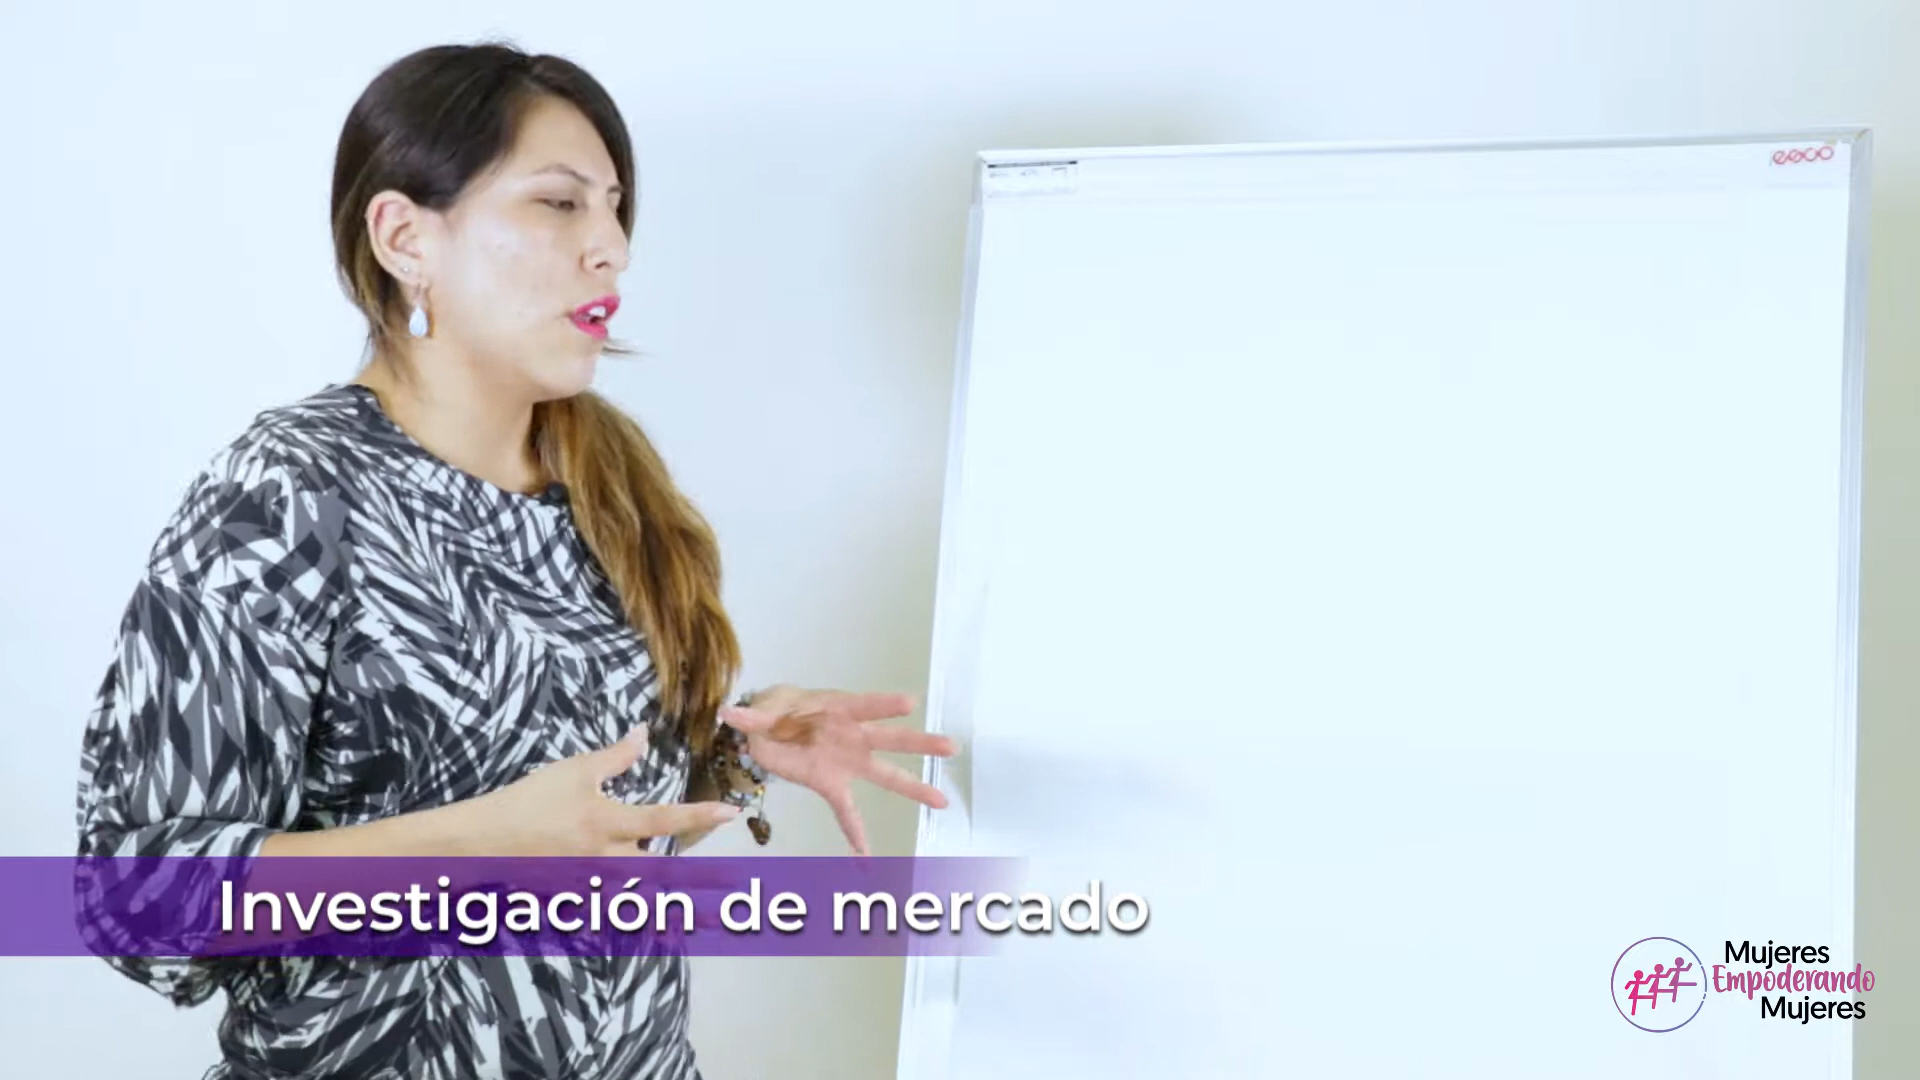 Investigación de mercado
Mujeres
Empoderando
Mujeres